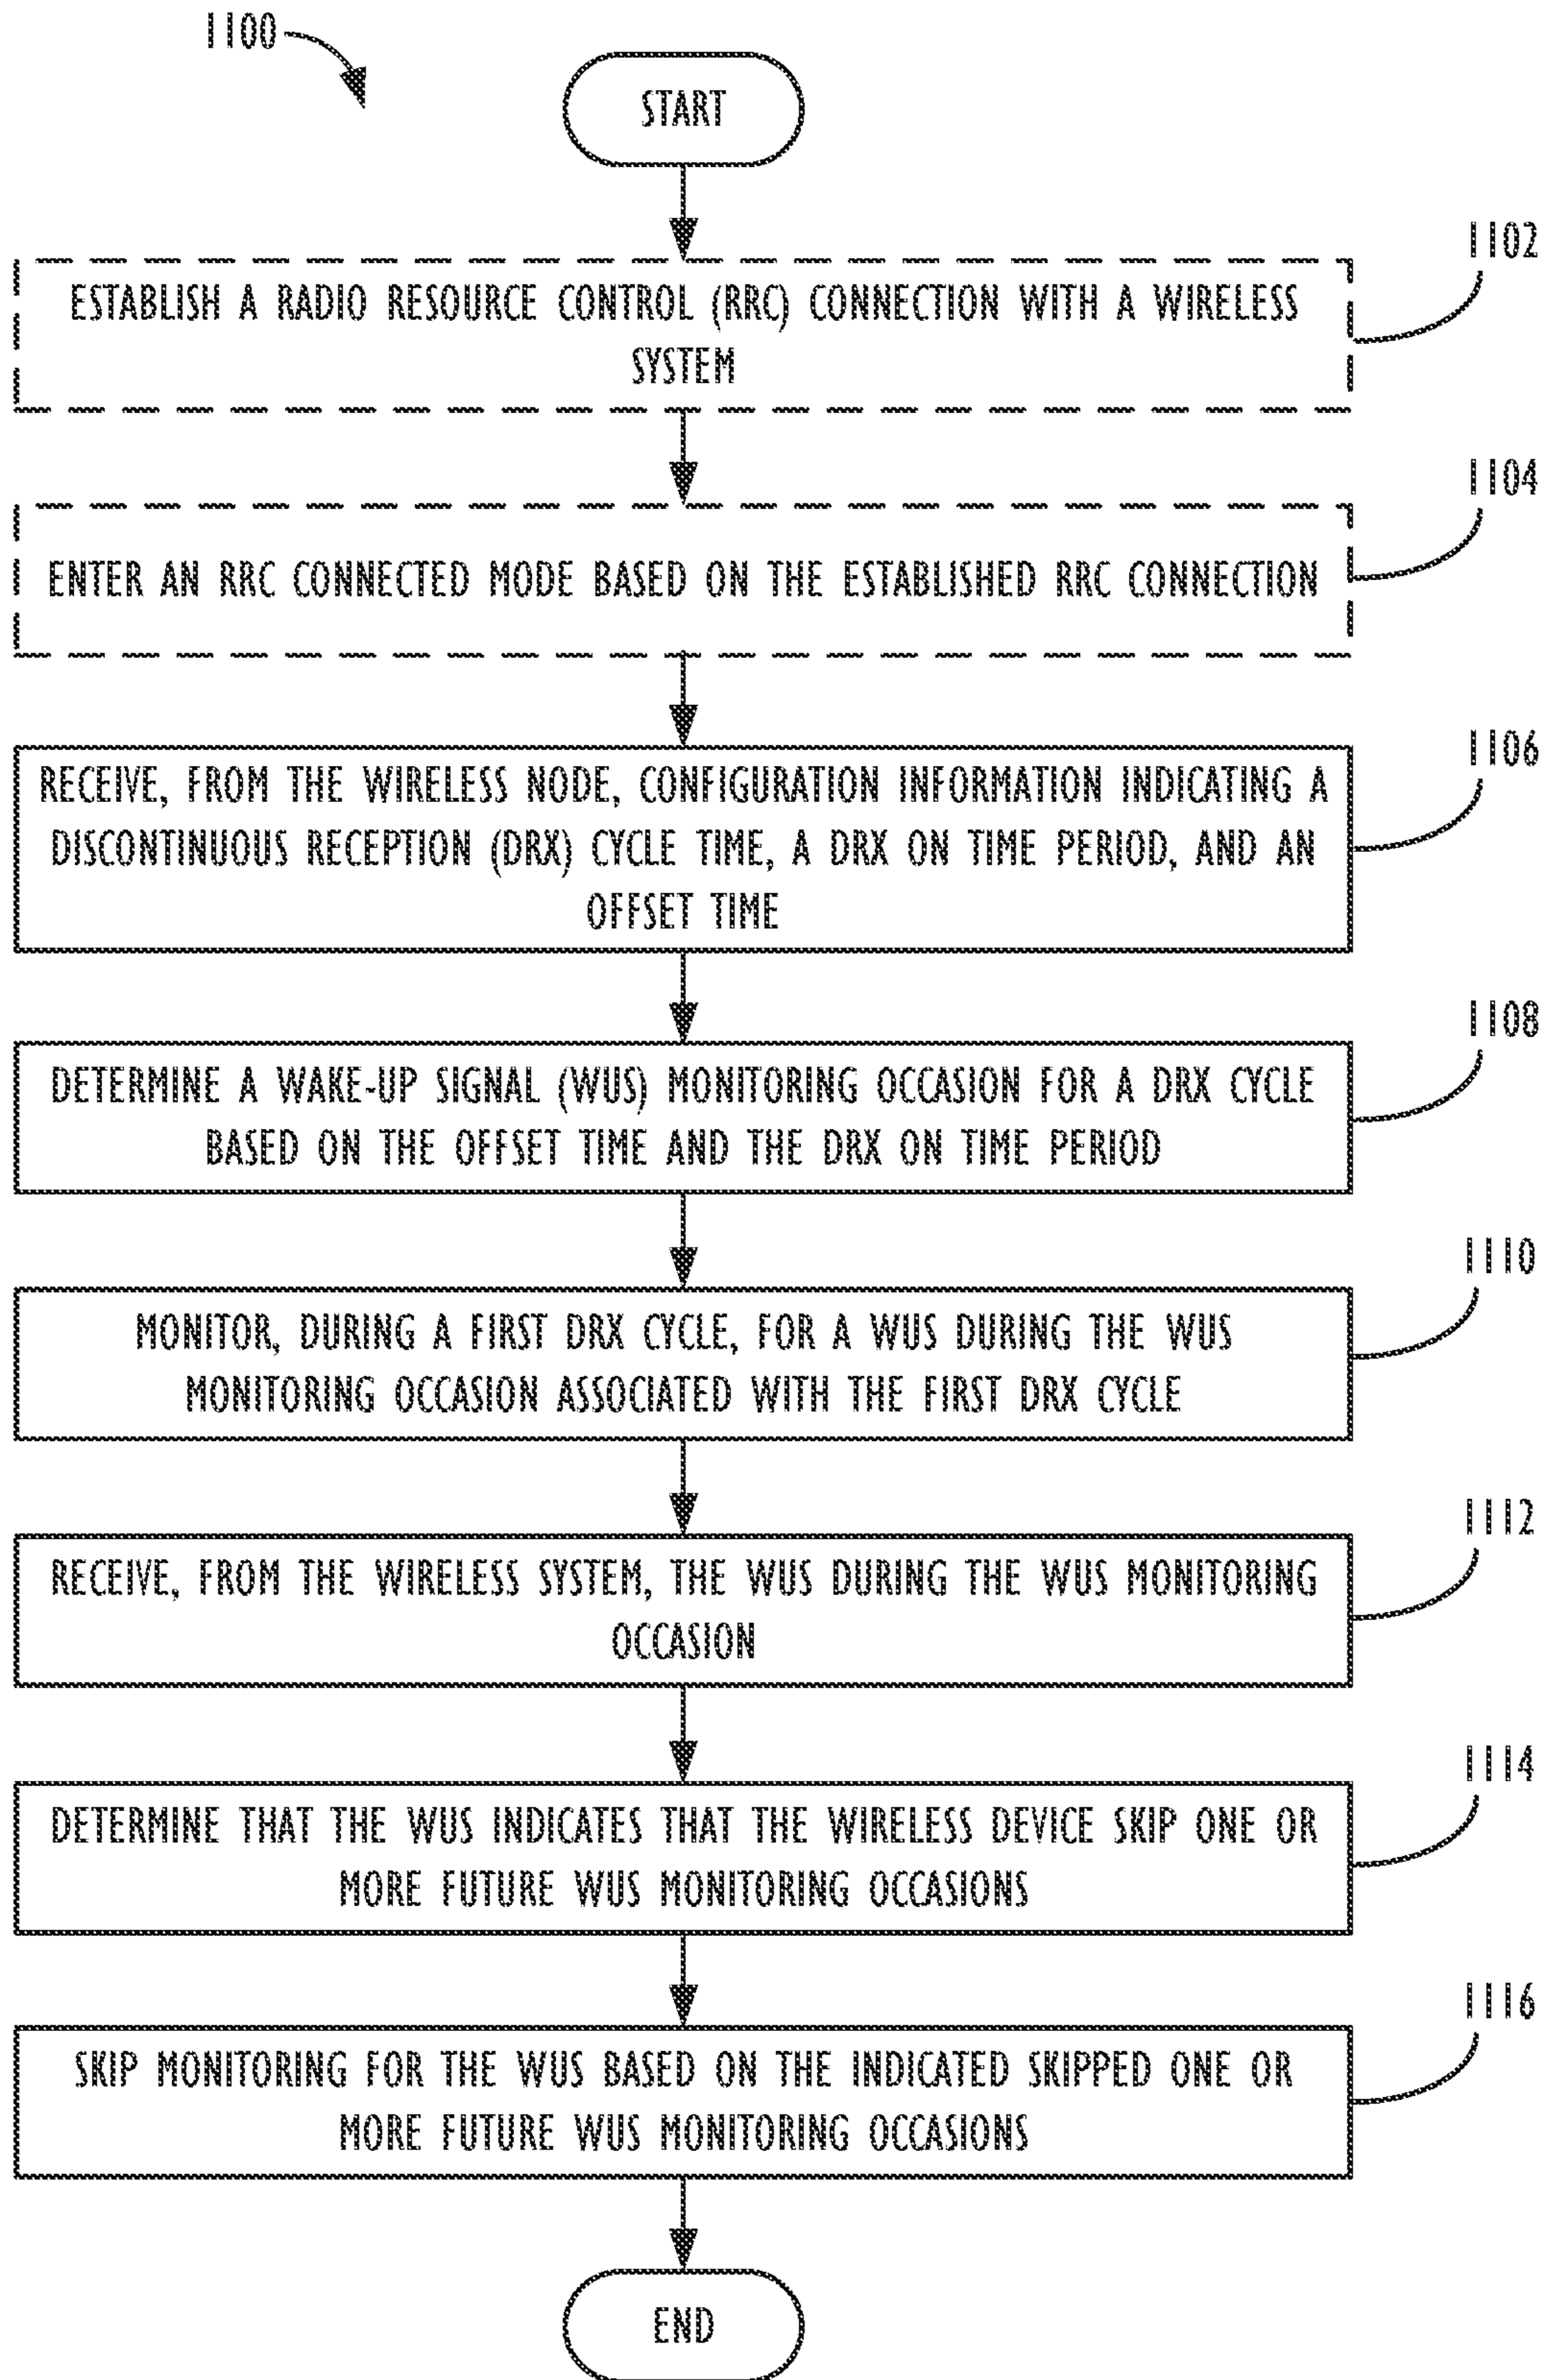 1100
START
1102
ESTABLISH A RADIO RESOURCE CONTROL (RRC) CONNECTION WITH A WIRELESS
SYSTEM
1104
ENTER AN RRC CONNECTED MODE BASED ON THE ESTABLISHED RRC CONNECTION
1106
RECEIVE, FROM THE WIRELESS NODE, CONFIGURATION INFORMATION INDICATING A
DISCONTINUOUS RECEPTION (DRX) CYCLE TIME, A DRX ON TIME PERIOD, AND AN
OFFSET TIME
1108
DETERMINE A WAKE-UP SIGNAL (WUS) MONITORING OCCASION FOR A DRX CYCLE
BASED ON THE OFFSET TIME AND THE DRX ON TIME PERIOD
1110
MONITOR, DURING A FIRST DRX CYCLE, FOR A WUS DURING THE WUS
MONITORING OCCASION ASSOCIATED WITH THE FIRST DRX CYCLE
1112
RECEIVE, FROM THE WIRELESS SYSTEM, THE WUS DURING THE WUS MONITORING
OCCASION
1114
DETERMINE THAT THE WUS INDICATES THAT THE WIRELESS DEVICE SKIP ONE OR
MORE FUTURE WUS MONITORING OCCASIONS
1116
SKIP MONITORING FOR THE WUS BASED ON THE INDICATED SKIPPED ONE OR
MORE FUTURE WUS MONITORING OCCASIONS
END